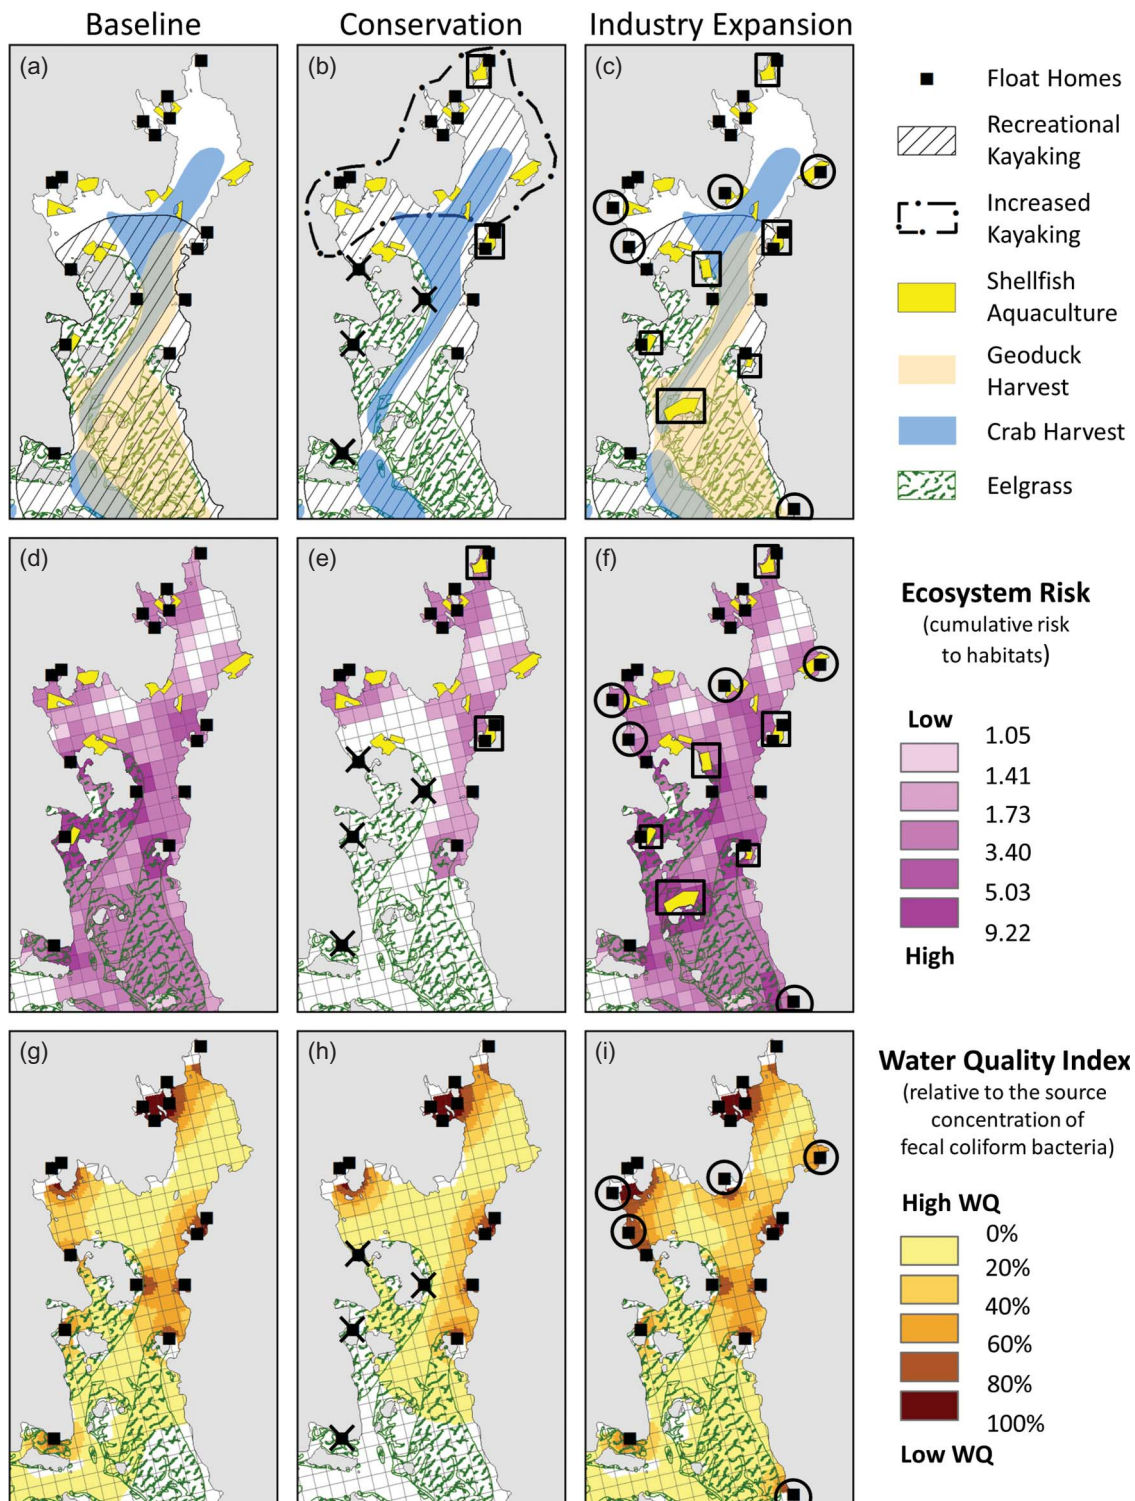 Baseline Conservation Industry Expansion
(a) (b) (c)
Float Homes
Recreational
Kayaking
Increased
Kayaking
Shellfish
Aquaculture
Geoduck
Harvest
Crab Harvest
Eelgrass
(d) (e) (f)
Ecosystem Risk
(cumulative risk
to habitats)
Low
1.05
1.41
1.73
3.40
5.03
9.22
High
(g) (h) (i)
Water Quality Index
(relative to the source
concentration of
fecal coliform bacteria)
High WQ
0%
20%
40%
60%
80%
100%
Low WQ